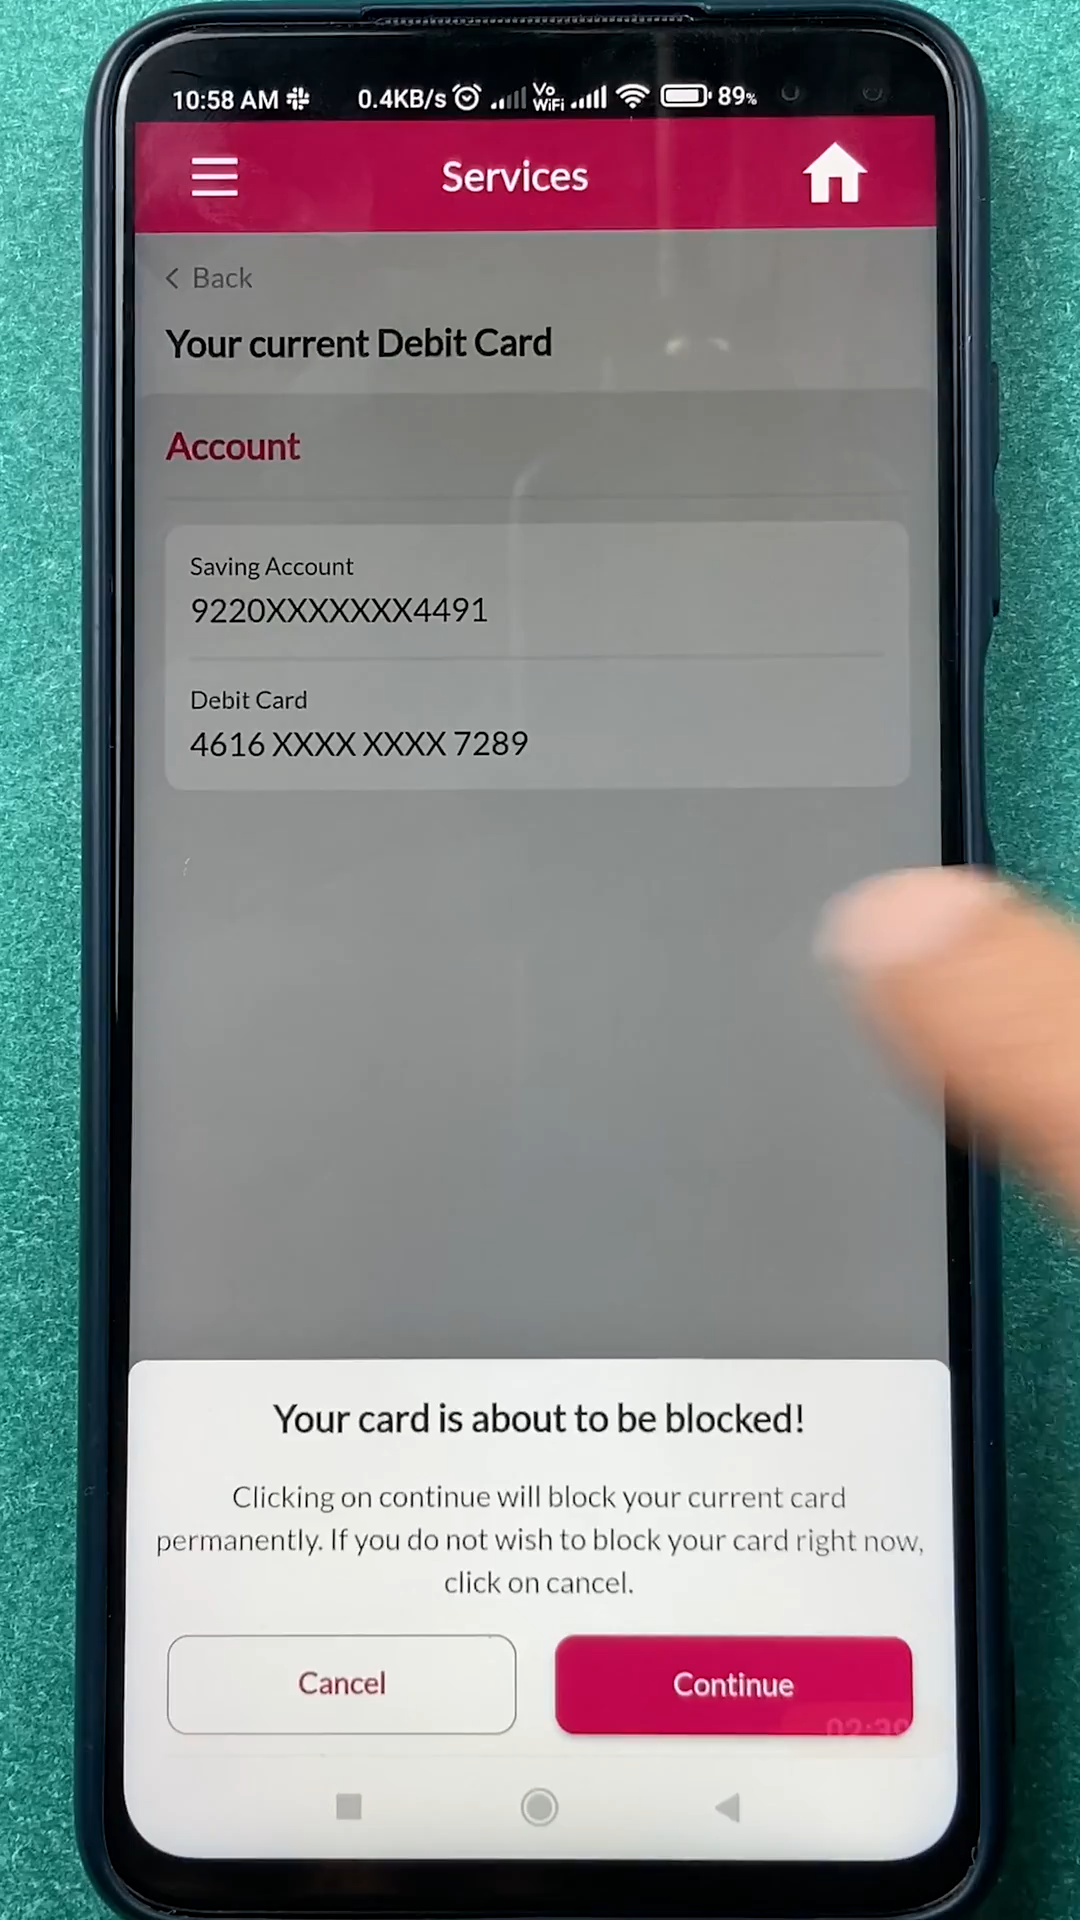 10:58 AM 0.4KB/s Vo WiFi 89%
Services
< Back
Your current Debit Card
Account
Saving Account
9220XXXXXXX4491
Debit Card
4616 XXXX XXXX 7289
Your card is about to be blocked!
Clicking on continue will block your current card
permanently. If you do not wish to block your card right now,
click on cancel.
Cancel Continue